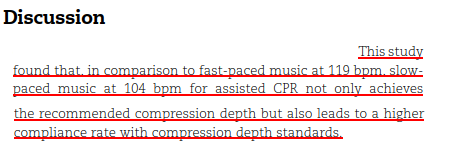 Discussion
This study
found that, in comparison to fast-paced music at 119 bpm, slow-
paced music at 104 bpm for assisted CPR not only achieves
the recommended compression depth but also leads to a higher
compliance rate with compression depth standards.